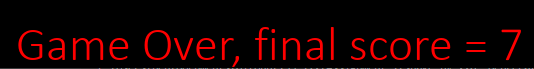 Game Over, final score = 7